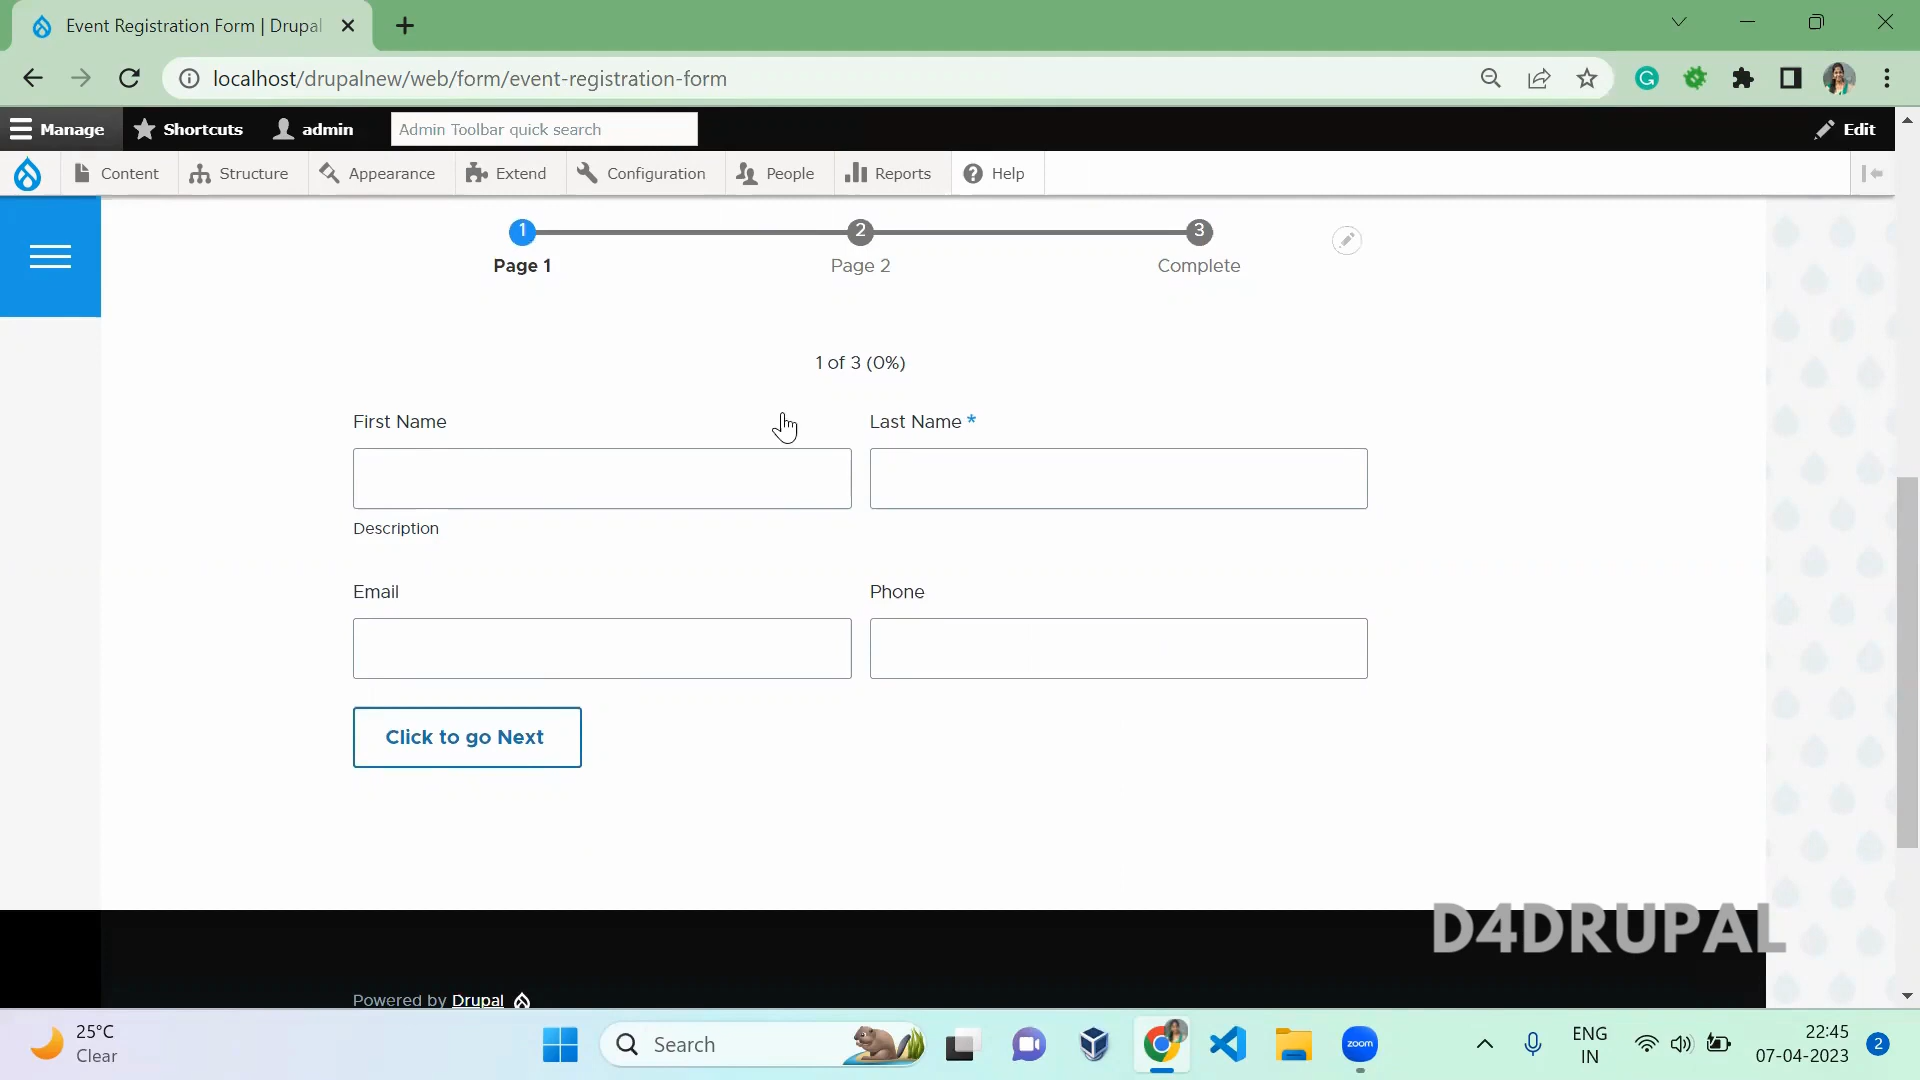 Event Registration Form | Drupal
localhost/drupalnew/web/form/event-registration-form
Manage Shortcuts admin Admin Toolbar quick search Edit
Content Structure Appearance Extend Configuration People Reports Help
1 2 3
Page 1 Page 2 Complete
1 of 3 (0%)
First Name Last Name *
Description
Email Phone
Click to go Next
D4DRUPAL
Powered by Drupal
25°C
Clear
Search
zoom
ENG
IN
22:45
07-04-2023
2